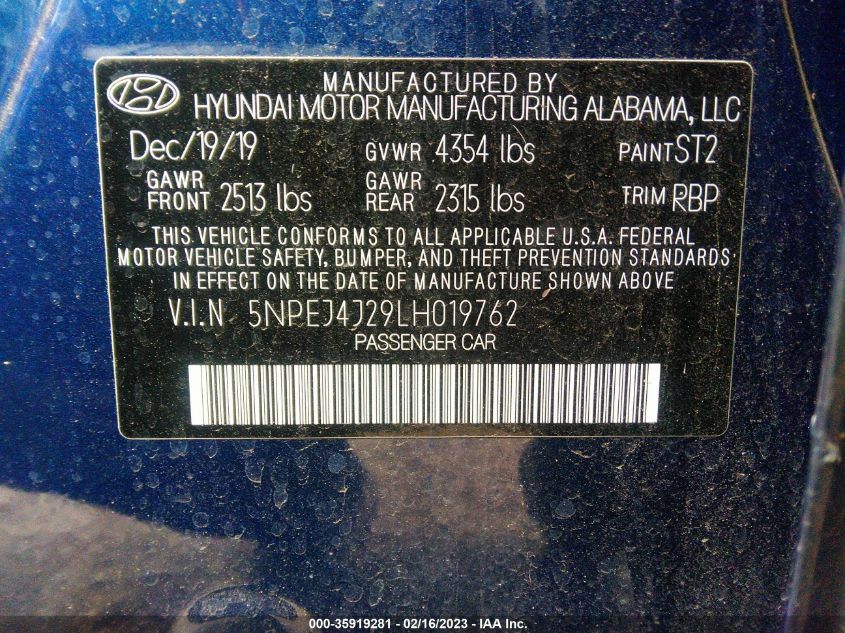 MANUFACTURED BY
HYUNDAI MOTOR MANUFACTURING ALABAMA, LLC
Dec/19/19 GVWR 4354 lbs PAINT ST2
GAWR FRONT 2513 lbs GAWR REAR 2315 lbs TRIM RBP
THIS VEHICLE CONFORMS TO ALL APPLICABLE U.S.A. FEDERAL
MOTOR VEHICLE SAFETY, BUMPER, AND THEFT PREVENTION STANDARDS
IN EFFECT ON THE DATE OF MANUFACTURE SHOWN ABOVE
V.I.N 5NPEJ4J29LH019762
PASSENGER CAR
000-35919281 - 02/16/2023 - IAA Inc.